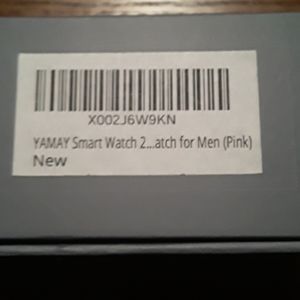 X002J6W9KN
YAMAY Smart Watch 2...atch for Men (Pink)
New